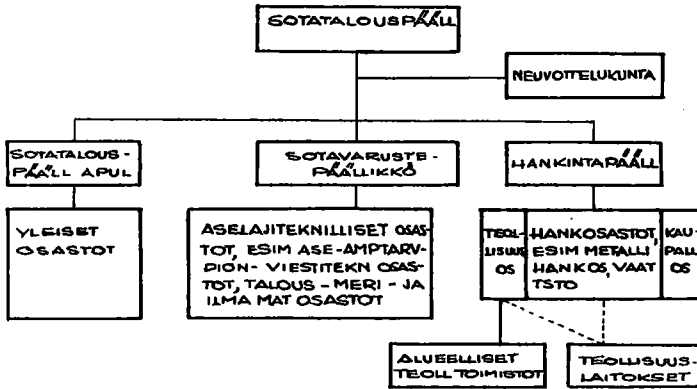 SOTATALOUSPÄÄLL
NEUVOTTELUKUNTA
SOTATALOUS-
PÄÄLL APUL
SOTAVARUSTE-
PÄÄLLIKKÖ
HANKINTAPÄÄLL
YLEISET
OSASTOT
ASELAJITEKNILLISET OSAS-
TOT, ESIM ASE-AMPTARV-
PION-VIESTITEKN OSAS-
TOT, TALOUS-MERI-JA
ILMA MAT OSASTOT
TEOL-
LISUUS
OS
HANKOSASTOT,
ESIM METALLI
HANKOS, VAAT
TSTO
KAU-
PALL
OS
ALUEELLISET
TEOLL TOIMISTOT
TEOLLISUUS-
LAITOKSET